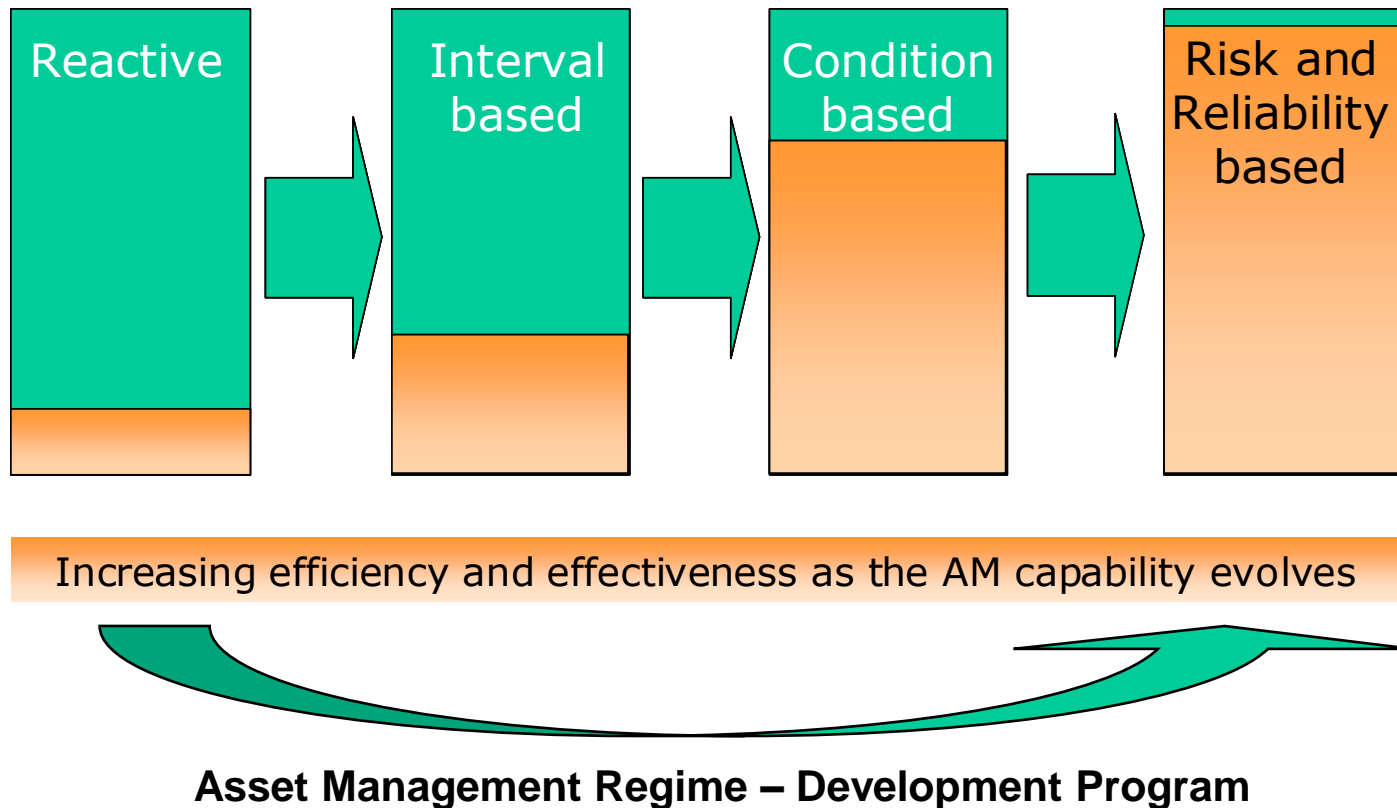 Reactive
Interval
based
Condition
based
Risk and
Reliability
based
Increasing efficiency and effectiveness as the AM capability evolves
Asset Management Regime – Development Program